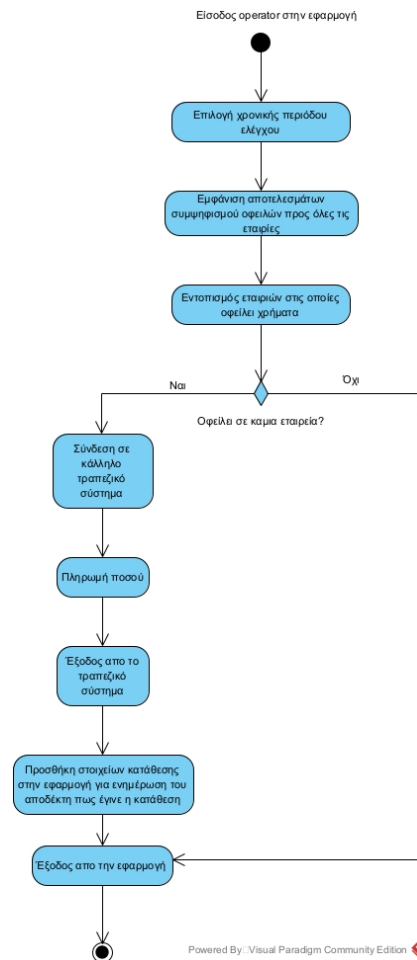 Είσοδος operator στην εφαρμογή
Επιλογή χρονικής περιόδου
ελέγχου
Εμφάνιση αποτελεσμάτων
συμψηφισμού οφειλών προς όλες τις
εταιρίες
Εντοπισμός εταιριών στις οποίες
οφείλει χρήματα
Ναι
Όχι
Οφείλει σε καμια εταιρεία?
Σύνδεση σε
κάλληλο
τραπεζικό
σύστημα
Πληρωμή ποσού
Έξοδος απο το
τραπεζικό
σύστημα
Προσθήκη στοιχείων κατάθεσης
στην εφαρμογή για ενημέρωση του
αποδέκτη πως έγινε η κατάθεση
Έξοδος απο την εφαρμογή
Powered By Visual Paradigm Community Edition